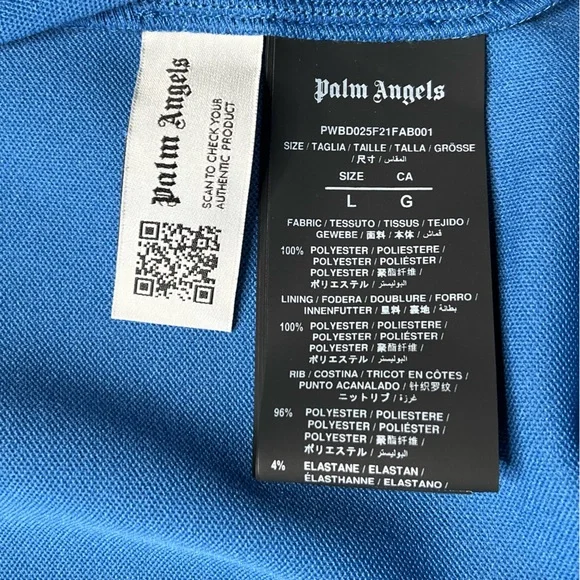 Palm Angels
SCAN TO CHECK YOUR
AUTHENTIC PRODUCT
Palm Angels
PWBD025F21FAB001
SIZE / TAGLIA / TAILLE / TALLA / GRÖSSE
/ 尺寸 / المقاس /
SIZE CA
L G
FABRIC / TESSUTO / TISSUS / TEJIDO /
GEWEBE / 面料 / 本体 / قماش /
100% POLYESTER / POLIESTERE /
POLYESTER / POLIÉSTER /
POLYESTER / 聚酯纤维 /
ポリエステル / البوليستر /
LINING / FODERA / DOUBLURE / FORRO /
INNENFUTTER / 里料 / 裏地 / بطانة /
100% POLYESTER / POLIESTERE /
POLYESTER / POLIÉSTER /
POLYESTER / 聚酯纤维 /
ポリエステル / البوليستر /
RIB / COSTINA / TRICOT EN CÔTES /
PUNTO ACANALADO / 针织罗纹 /
ニットリブ / غرزة /
96% POLYESTER / POLIESTERE /
POLYESTER / POLIÉSTER /
POLYESTER / 聚酯纤维 /
ポリエステル / البوليستر /
4% ELASTANE / ELASTAN /
ÉLASTHANNE / ELASTANO /